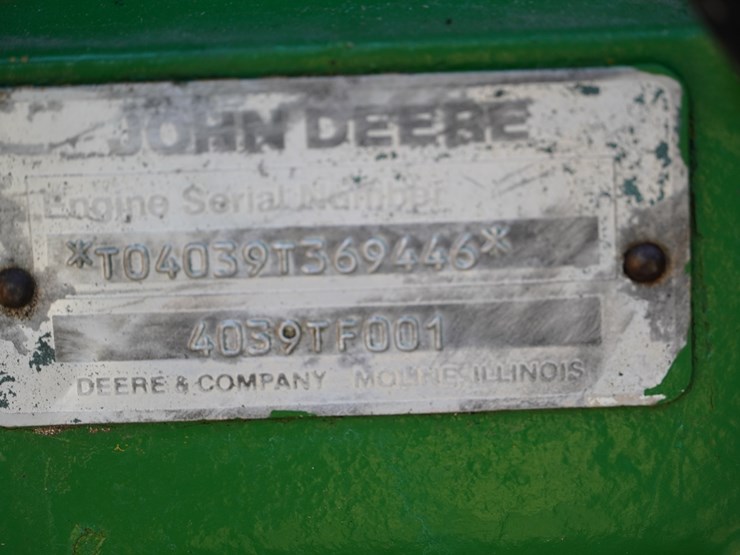 JOHN DEERE
Engine Serial Number
*T04039T369446*
4039TF001
DEERE & COMPANY MOLINE, ILLINOIS